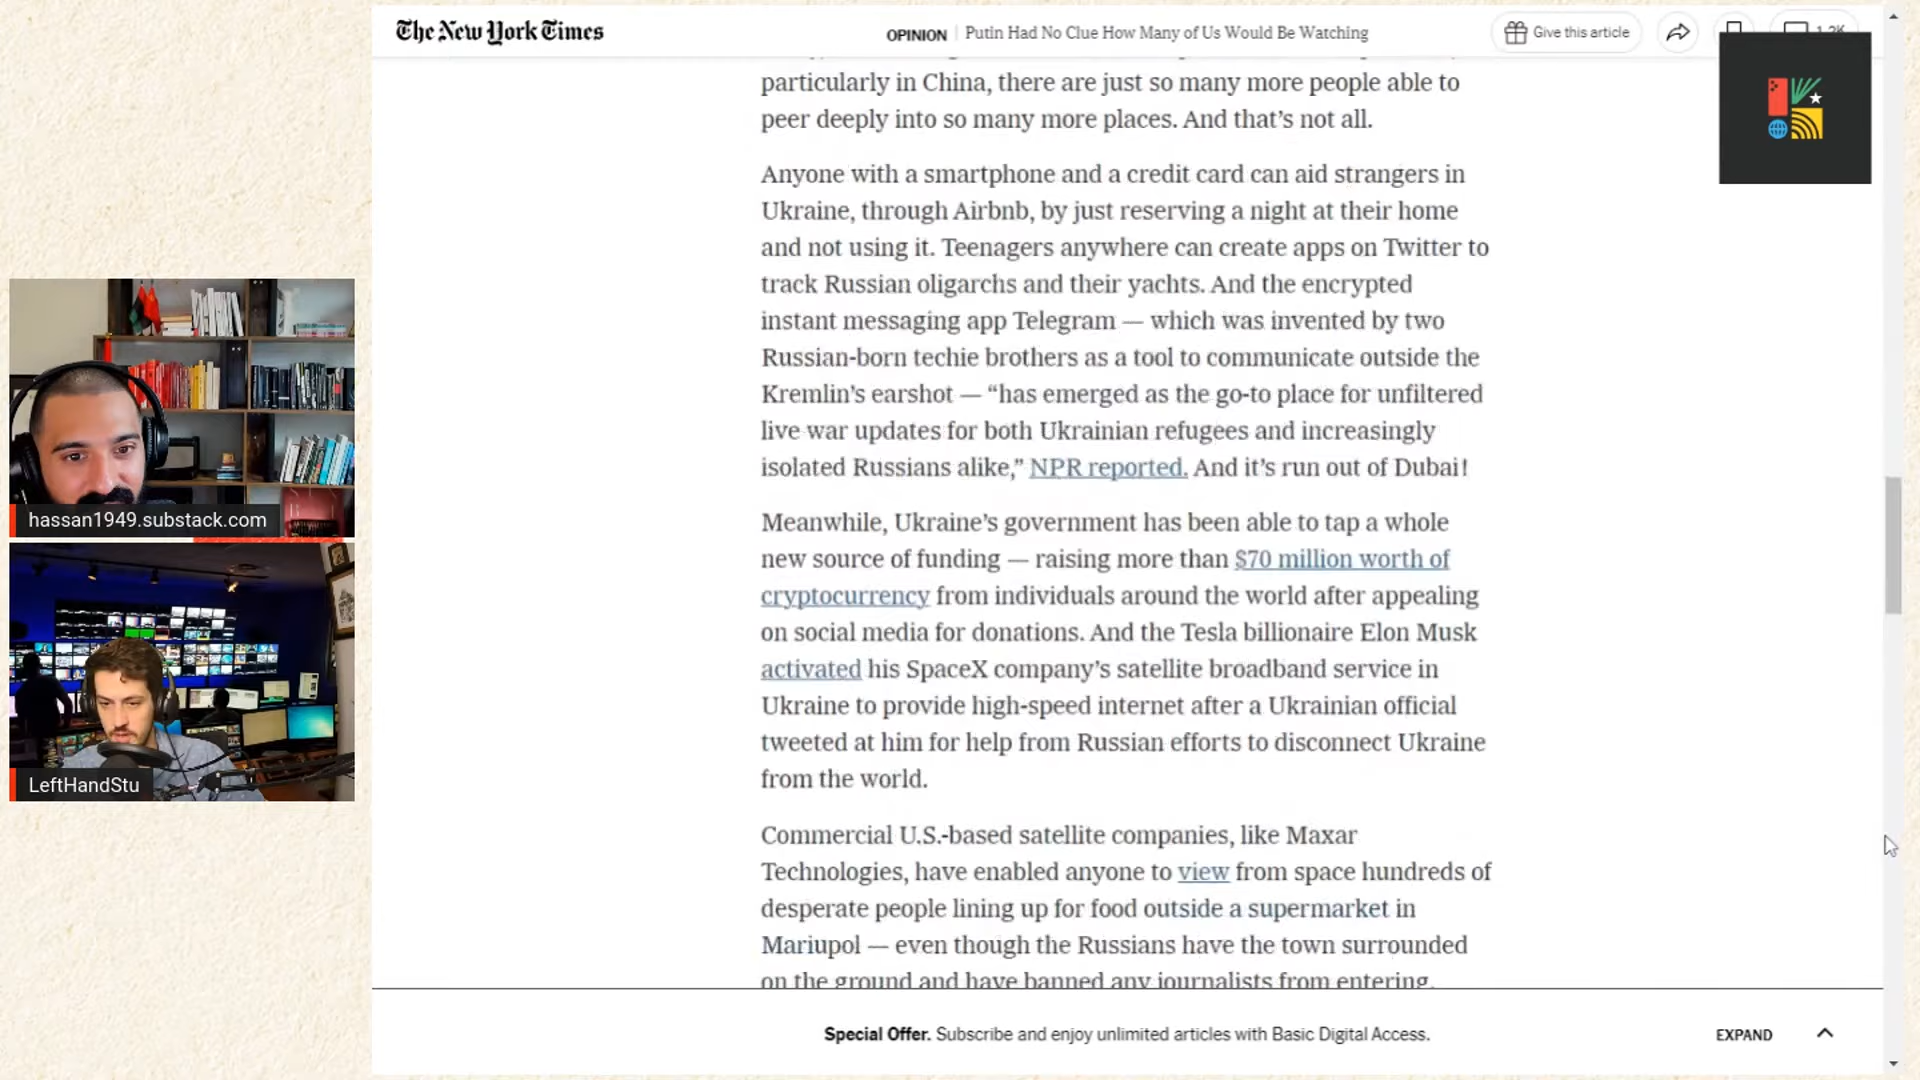 The New York Times
OPINION | Putin Had No Clue How Many of Us Would Be Watching
Give this article
particularly in China, there are just so many more people able to
peer deeply into so many more places. And that's not all.
Anyone with a smartphone and a credit card can aid strangers in
Ukraine, through Airbnb, by just reserving a night at their home
and not using it. Teenagers anywhere can create apps on Twitter to
track Russian oligarchs and their yachts. And the encrypted
instant messaging app Telegram — which was invented by two
Russian-born techie brothers as a tool to communicate outside the
Kremlin's earshot — “has emerged as the go-to place for unfiltered
live war updates for both Ukrainian refugees and increasingly
isolated Russians alike,” NPR reported. And it's run out of Dubai!
Meanwhile, Ukraine's government has been able to tap a whole
new source of funding — raising more than $70 million worth of
cryptocurrency from individuals around the world after appealing
on social media for donations. And the Tesla billionaire Elon Musk
activated his SpaceX company's satellite broadband service in
Ukraine to provide high-speed internet after a Ukrainian official
tweeted at him for help from Russian efforts to disconnect Ukraine
from the world.
Commercial U.S.-based satellite companies, like Maxar
Technologies, have enabled anyone to view from space hundreds of
desperate people lining up for food outside a supermarket in
Mariupol — even though the Russians have the town surrounded
on the ground and have banned any journalists from entering.
Special Offer. Subscribe and enjoy unlimited articles with Basic Digital Access.
EXPAND
hassan1949.substack.com
LeftHandStu